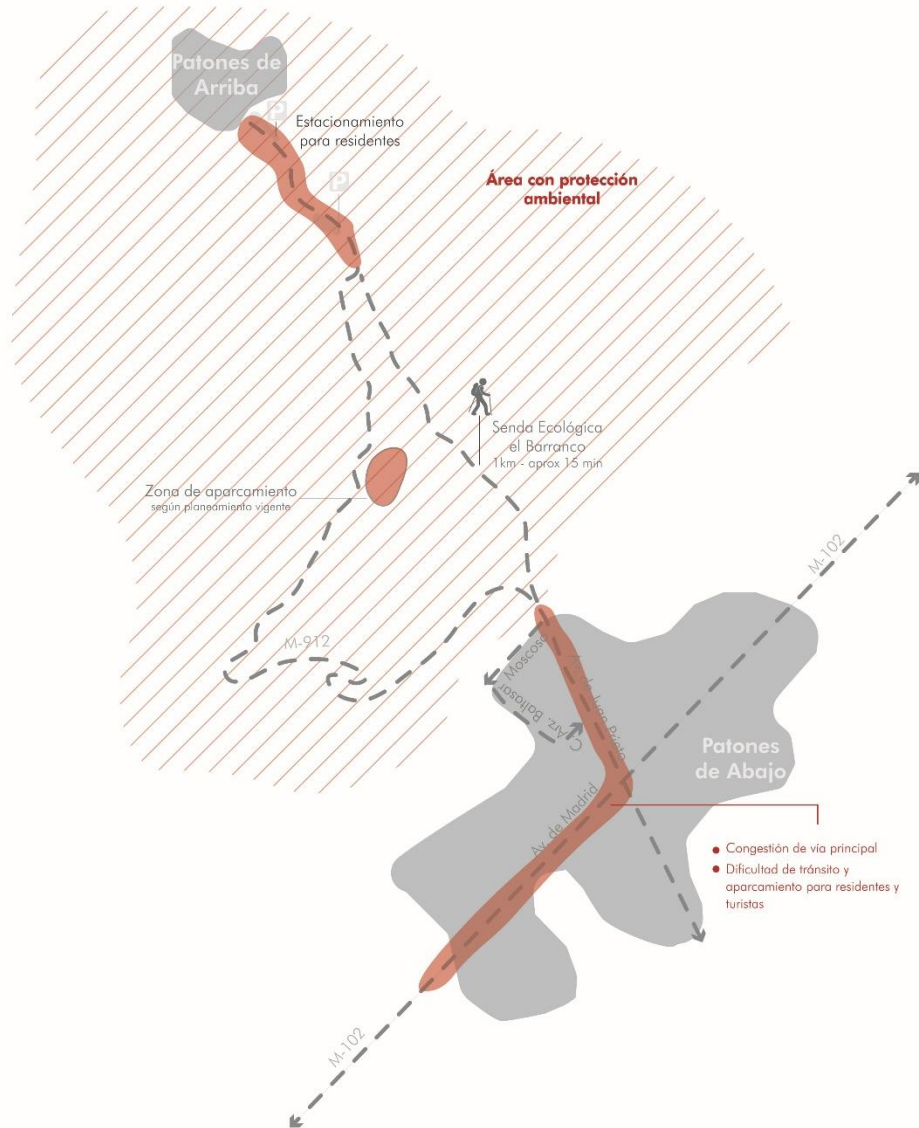 Patones de
Arriba
P
Estacionamiento
para residentes
P
Área con protección
ambiental
Senda Ecológica
el Barranco
1km - aprox 15 min
Zona de aparcamiento
según planeamiento vigente
M-102
M-912
C. Arz. Baltasar Moscoso
Patones
de Abajo
Av. de Madrid
Congestión de vía principal
Dificultad de tránsito y
aparcamiento para residentes y
turistas
M-102